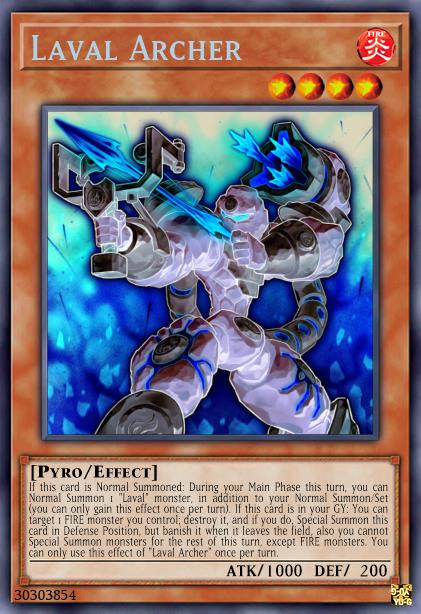 LAVAL ARCHER
FIRE
炎
[PYRO/EFFECT]
If this card is Normal Summoned: During your Main Phase this turn, you can
Normal Summon 1 "Laval" monster, in addition to your Normal Summon/Set
(you can only gain this effect once per turn). If this card is in your GY: You can
target 1 FIRE monster you control; destroy it, and if you do, Special Summon this
card in Defense Position, but banish it when it leaves the field, also you cannot
Special Summon monsters for the rest of this turn, except FIRE monsters. You
can only use this effect of "Laval Archer" once per turn.
ATK/1000 DEF/ 200
30303854